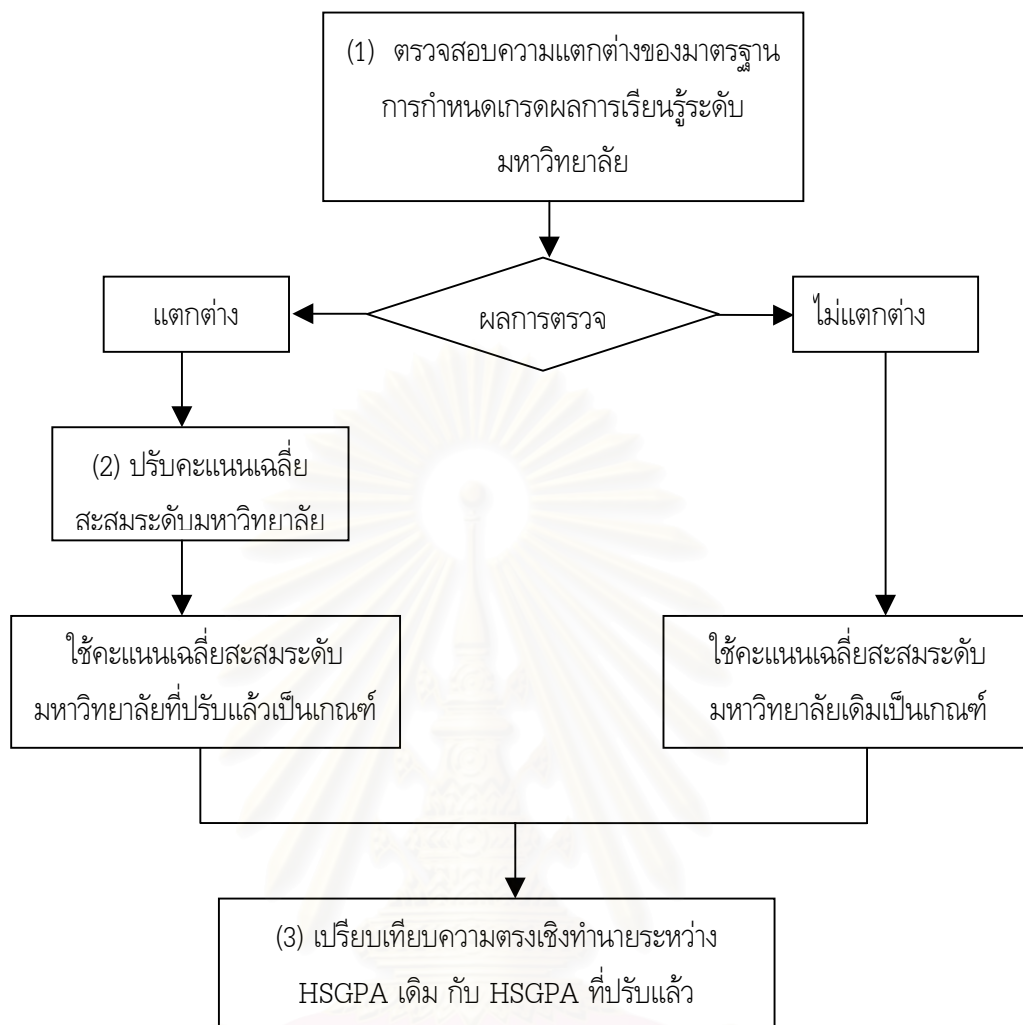 (1) ตรวจสอบความแตกต่างของมาตรฐาน
การกำหนดเกรดผลการเรียนรู้ระดับ
มหาวิทยาลัย
แตกต่าง
ผลการตรวจ
ไม่แตกต่าง
(2) ปรับคะแนนเฉลี่ย
สะสมระดับมหาวิทยาลัย
ใช้คะแนนเฉลี่ยสะสมระดับ
มหาวิทยาลัยที่ปรับแล้วเป็นเกณฑ์
ใช้คะแนนเฉลี่ยสะสมระดับ
มหาวิทยาลัยเดิมเป็นเกณฑ์
(3) เปรียบเทียบความตรงเชิงทำนายระหว่าง
HSGPA เดิม กับ HSGPA ที่ปรับแล้ว